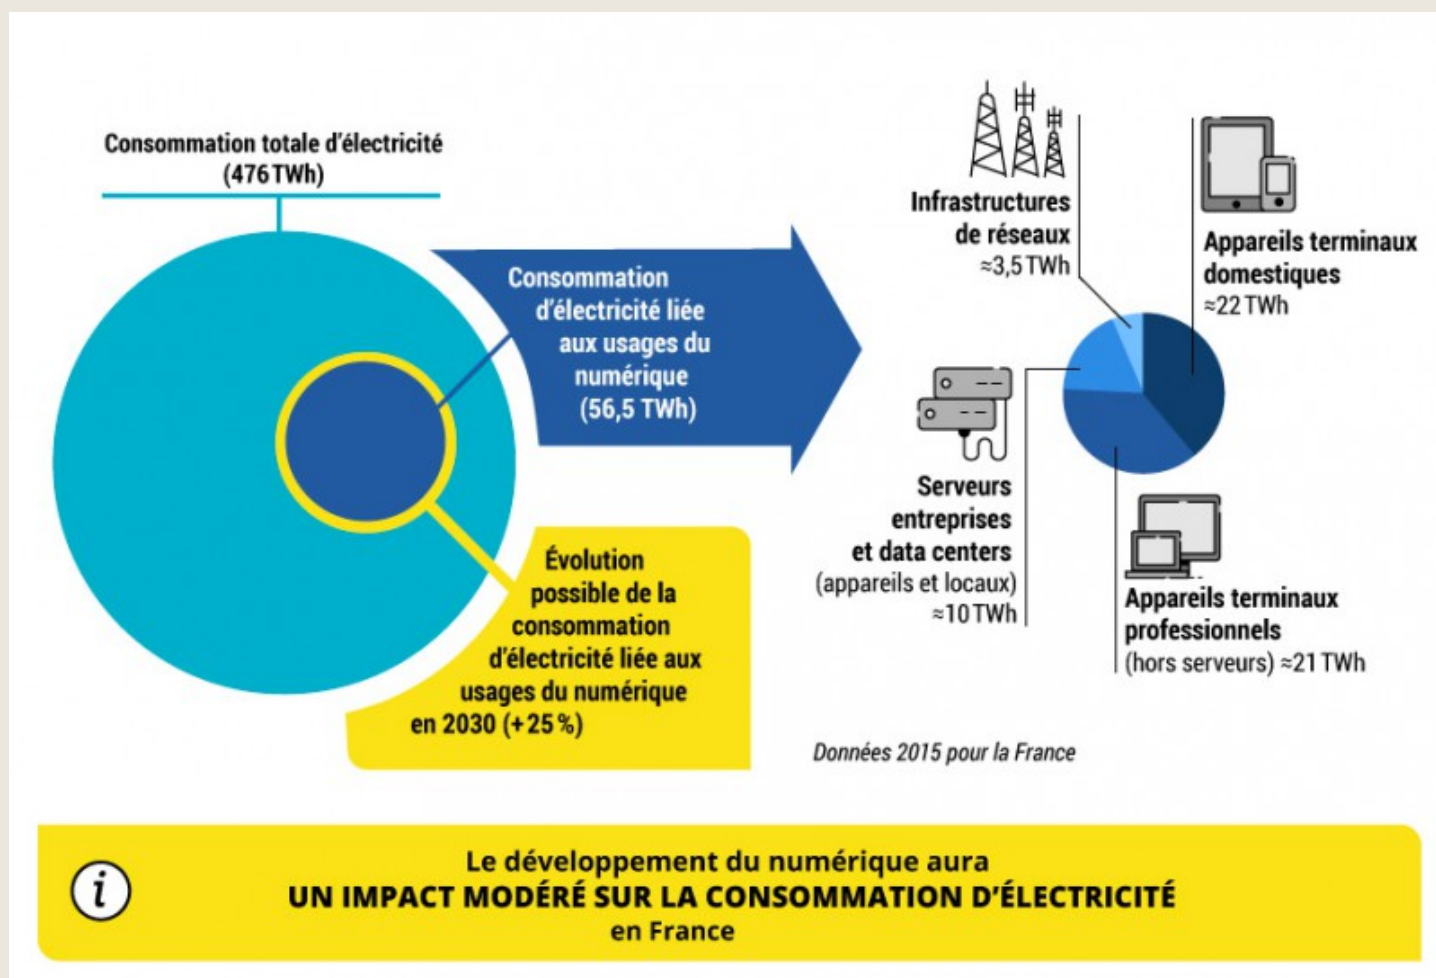 Consommation totale d'électricité
(476 TWh)
Consommation
d'électricité liée
aux usages du
numérique
(56,5 TWh)
Évolution
possible de la
consommation
d'électricité liée aux
usages du numérique
en 2030 (+25 %)
Infrastructures
de réseaux
≈3,5 TWh
Appareils terminaux
domestiques
≈22 TWh
Serveurs
entreprises
et data centers
(appareils et locaux)
≈10 TWh
Appareils terminaux
professionnels
(hors serveurs) ≈21 TWh
Données 2015 pour la France
i
Le développement du numérique aura
UN IMPACT MODÉRÉ SUR LA CONSOMMATION D'ÉLECTRICITÉ
en France